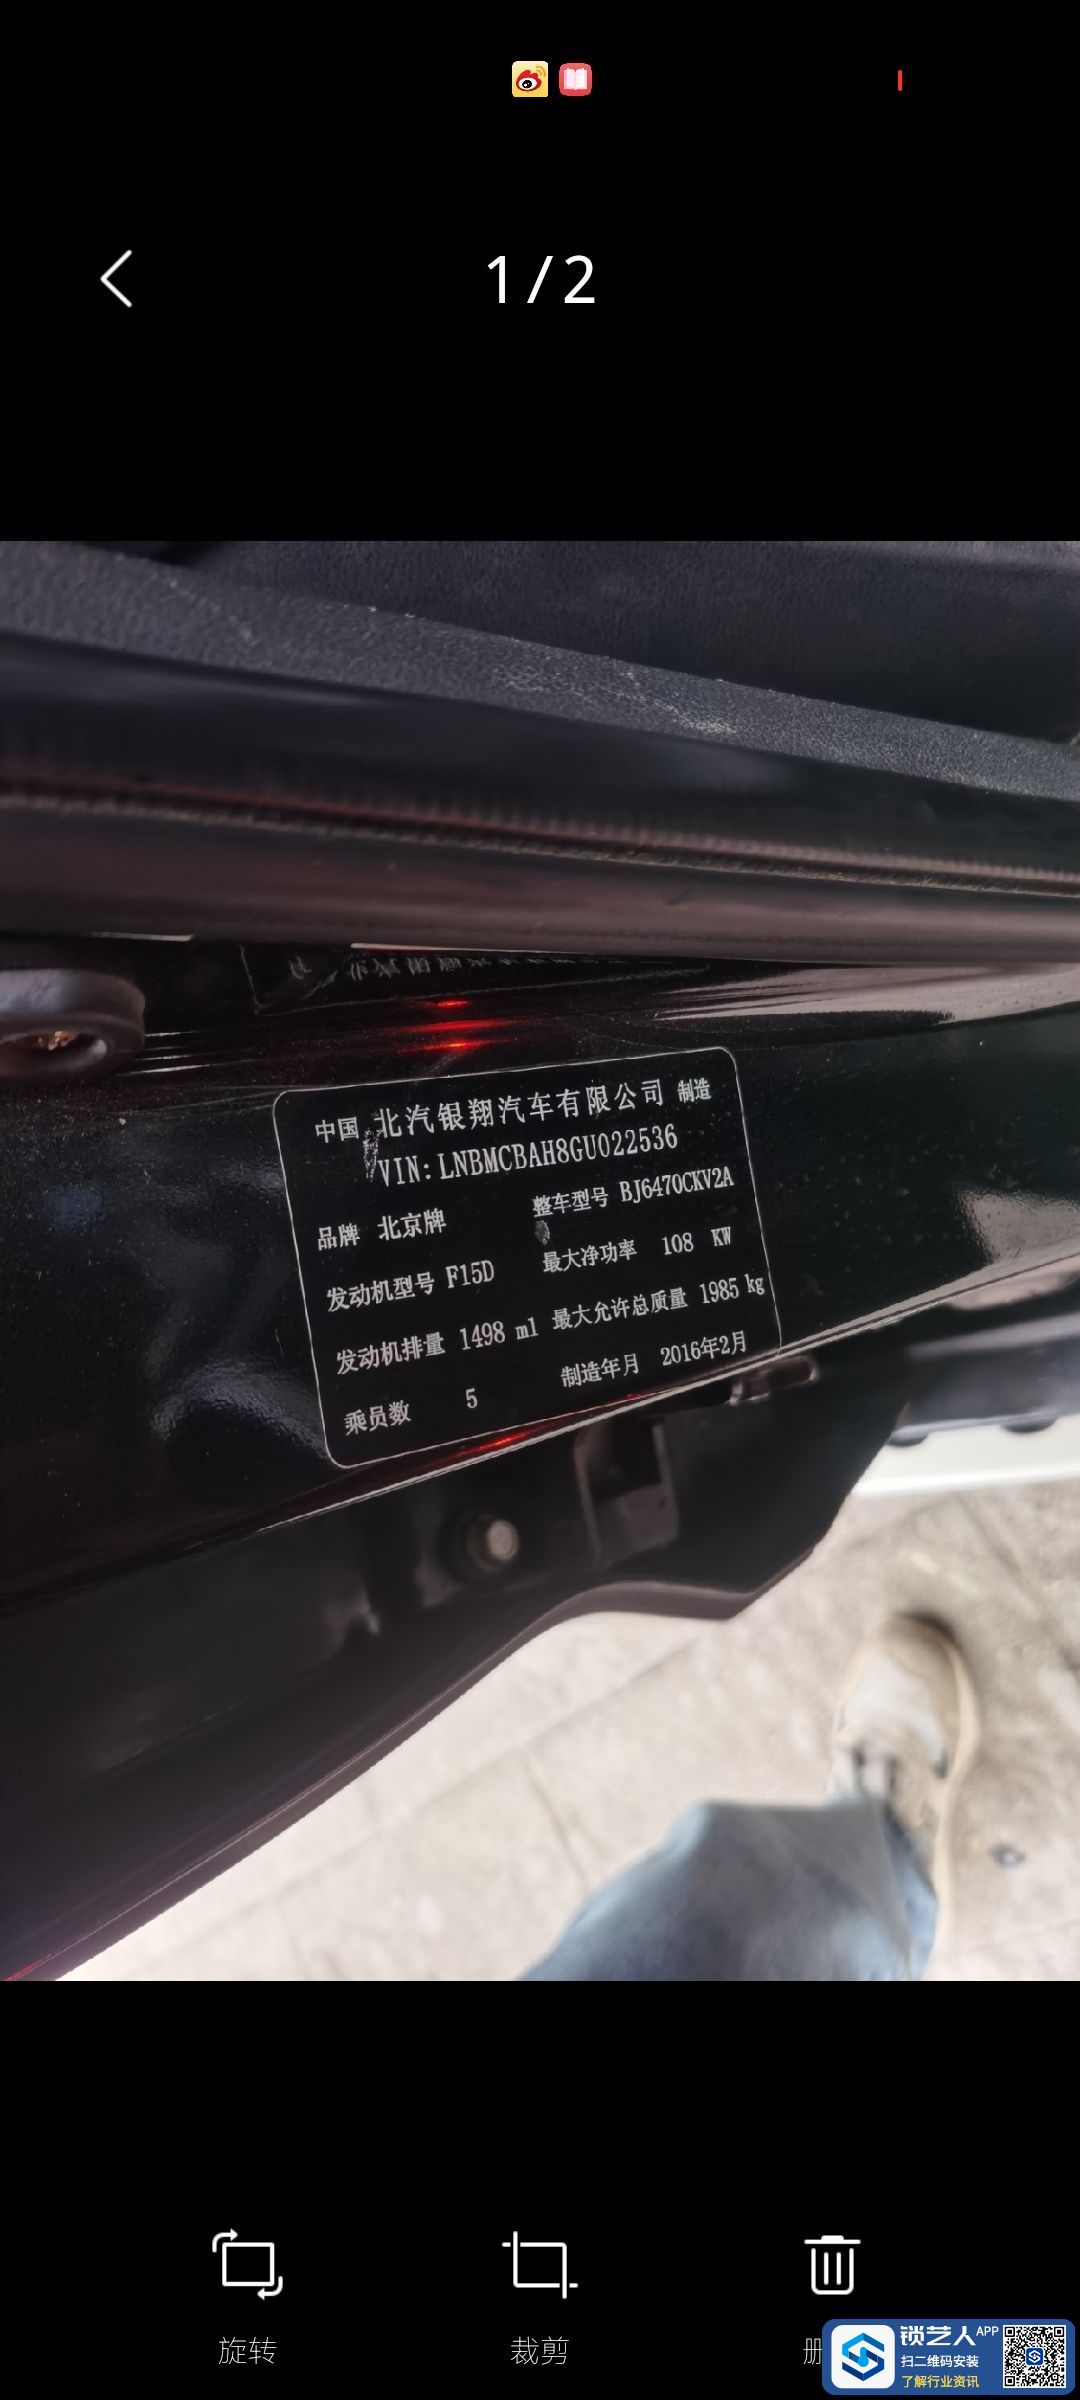 1/2
中国 北汽银翔汽车有限公司 制造
VIN: LNBMCBAH8GU022536
品牌 北京牌 整车型号 BJ6470CKV2A
发动机型号 F15D 最大净功率 108 KW
发动机排量 1498 ml 最大允许总质量 1985 kg
乘员数 5 制造年月 2016年2月
旋转 裁剪
锁艺人APP
扫二维码安装
了解行业资讯